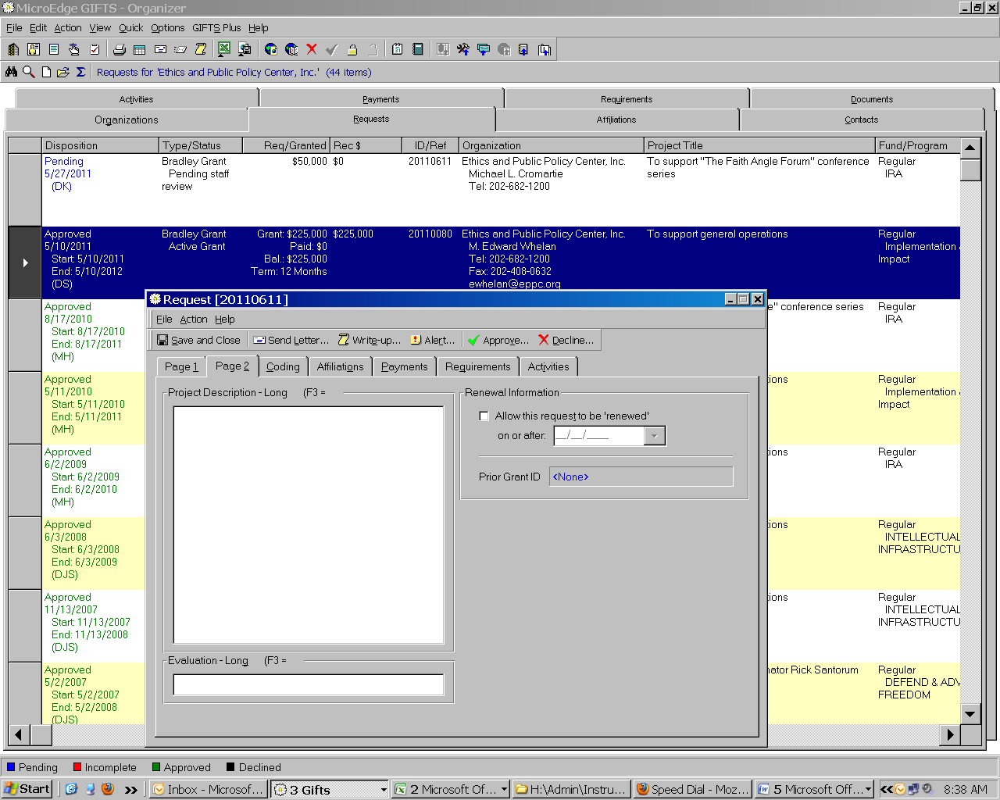 MicroEdge GIFTS - Organizer
File Edit Action View Quick Options GIFTS Plus Help
Requests for 'Ethics and Public Policy Center, Inc.' (44 items)
Activities Payments Requirements Documents
Organizations Requests Affiliations Contacts
Disposition Type/Status Req/Granted Rec $ ID/Ref Organization Project Title Fund/Program
Pending Bradley Grant $50,000 $0 20110611 Ethics and Public Policy Center, Inc. To support "The Faith Angle Forum" conference Regular
5/27/2011 Pending staff Michael L. Cromartie series IRA
(DK) review Tel: 202-682-1200
Approved Bradley Grant Grant: $225,000 $225,000 20110080 Ethics and Public Policy Center, Inc. To support general operations Regular
5/10/2011 Active Grant Paid: $0 M. Edward Whelan Implementation &
Start: 5/10/2011 Bal.: $225,000 Tel: 202-682-1200 Impact
End: 5/10/2012 Term: 12 Months Fax: 202-408-0632
(DS) ewhelan@eppc.org
Request [20110611]
File Action Help
Save and Close Send Letter... Write-up... Alert... Approve... Decline...
Page 1 Page 2 Coding Affiliations Payments Requirements Activities
Project Description - Long (F3 =
Renewal Information
Allow this request to be 'renewed'
on or after: __/__/____
Prior Grant ID <None>
Evaluation - Long (F3 =
Approved e" conference series Regular
8/17/2010 IRA
Start: 8/17/2010
End: 8/17/2011
(MH)
Approved ions Regular
5/11/2010 Implementation &
Start: 5/11/2010 Impact
End: 5/11/2011
(MH)
Approved ions Regular
6/2/2009 IRA
Start: 6/2/2009
End: 6/2/2010
(MH)
Approved ions Regular
6/3/2008 INTELLECTUAL
Start: 6/3/2008 INFRASTRUCTU
End: 6/3/2009
(DJS)
Approved ions Regular
11/13/2007 INTELLECTUAL
Start: 11/13/2007 INFRASTRUCTU
End: 11/13/2008
(DJS)
Approved nator Rick Santorum Regular
5/2/2007 DEFEND & ADV
Start: 5/2/2007 FREEDOM
End: 5/2/2008
(DJS)
Pending Incomplete Approved Declined
Start Inbox - Microsof... 3 Gifts 2 Microsoft Of... H:\Admin\Instru... Speed Dial - Moz... 5 Microsoft Off... 8:38 AM